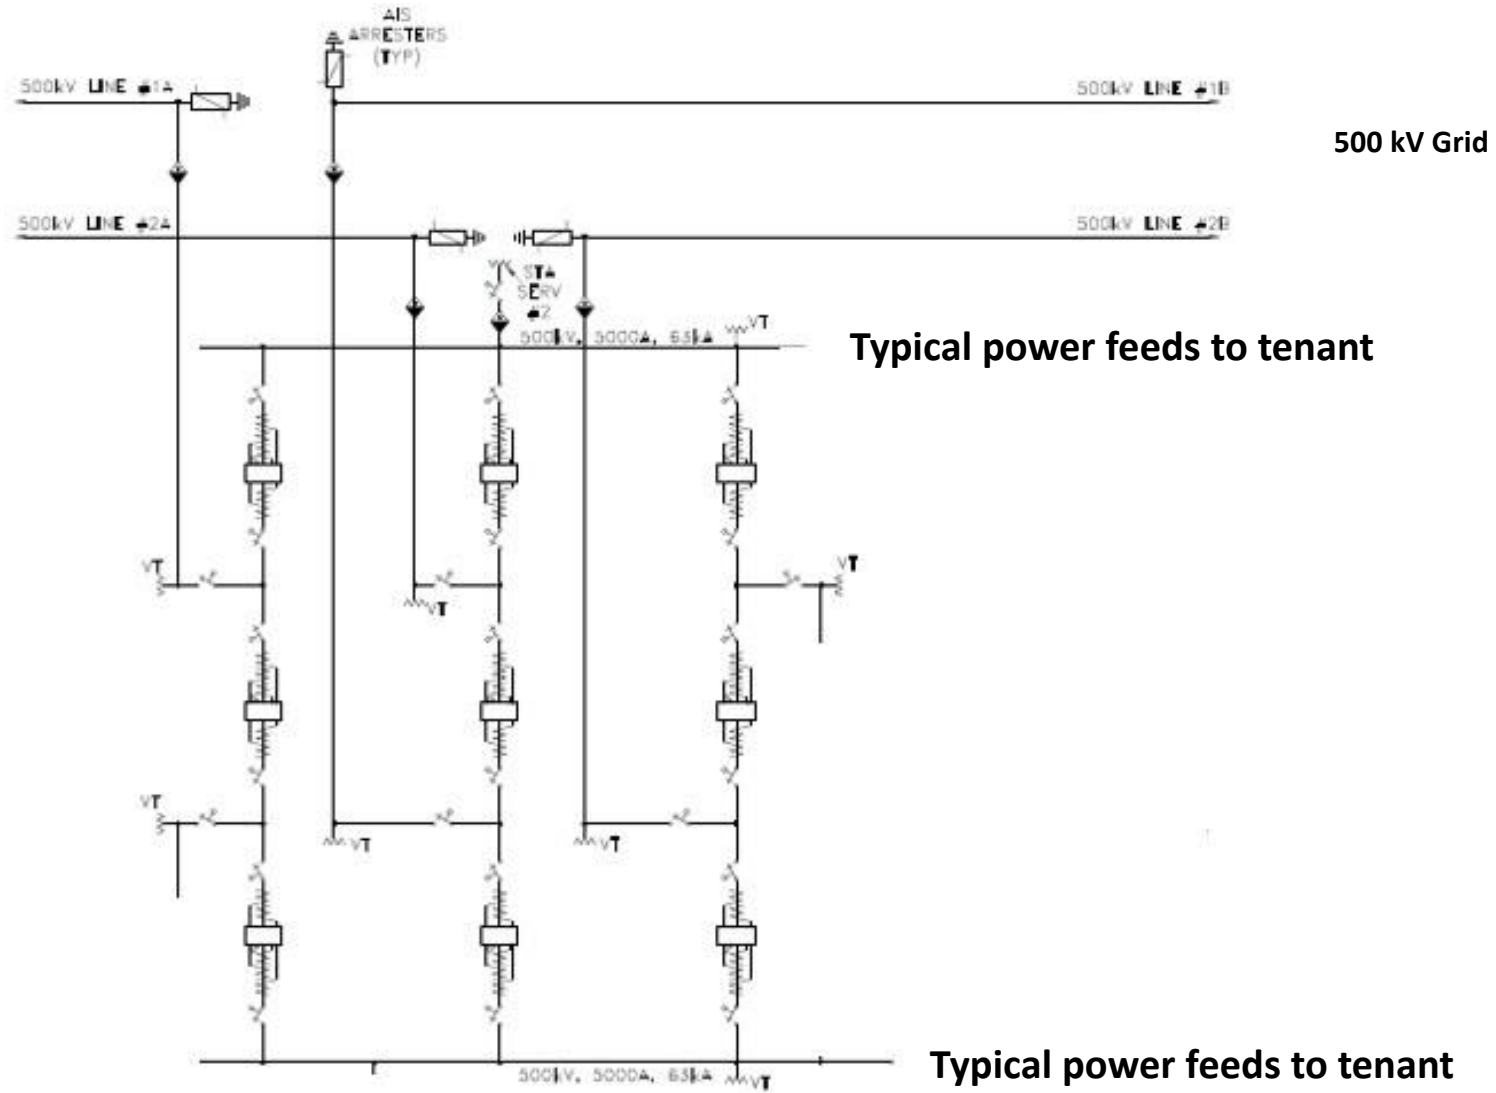 AIS
ARRESTERS
(TYP)
500kV LINE #1A
500kV LINE #1B
500 kV Grid
500kV LINE #2A
500kV LINE #2B
STA
SERV
#2
VT
500kV, 5000A, 63kA
Typical power feeds to tenant
VT
VT
VT
VT
VT
VT
500kV, 5000A, 63kA
VT
Typical power feeds to tenant